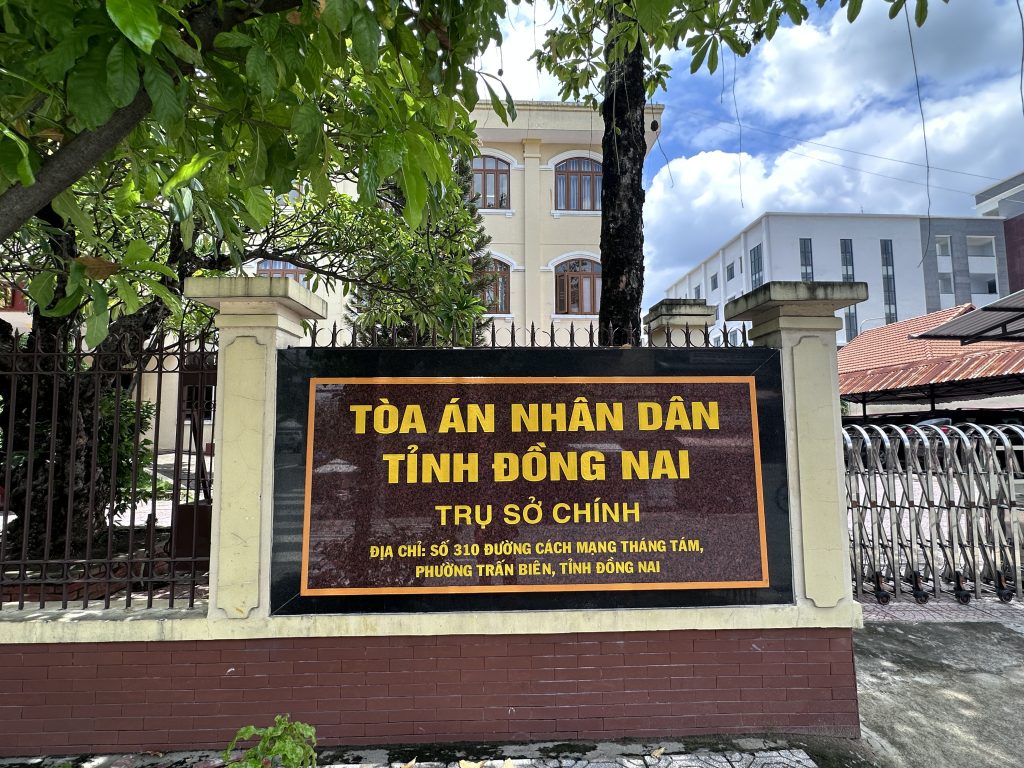 TÒA ÁN NHÂN DÂN
TỈNH ĐỒNG NAI
TRỤ SỞ CHÍNH
ĐỊA CHỈ: SỐ 310 ĐƯỜNG CÁCH MẠNG THÁNG TÁM,
PHƯỜNG TRẤN BIÊN, TỈNH ĐỒNG NAI